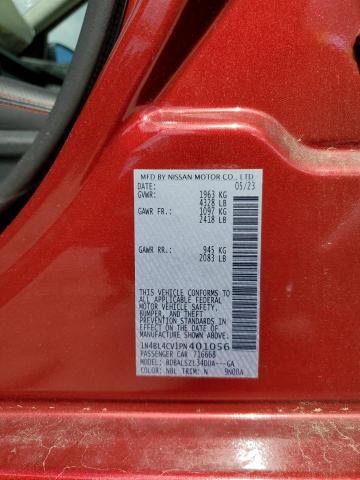 MFD BY NISSAN MOTOR CO., LTD.
DATE: 05/23
GVWR: 1963 KG
4328 LB
GAWR FR.: 1097 KG
2418 LB
GAWR RR.: 945 KG
2083 LB
THIS VEHICLE CONFORMS TO
ALL APPLICABLE FEDERAL
MOTOR VEHICLE SAFETY,
BUMPER, AND THEFT
PREVENTION STANDARDS IN
EFFECT ON THE DATE OF
MANUFACTURE SHOWN ABOVE.
1N4BL4CV1PN401056
PASSENGER CAR 716668
MODEL:
COLOR: NBL TRIM: N